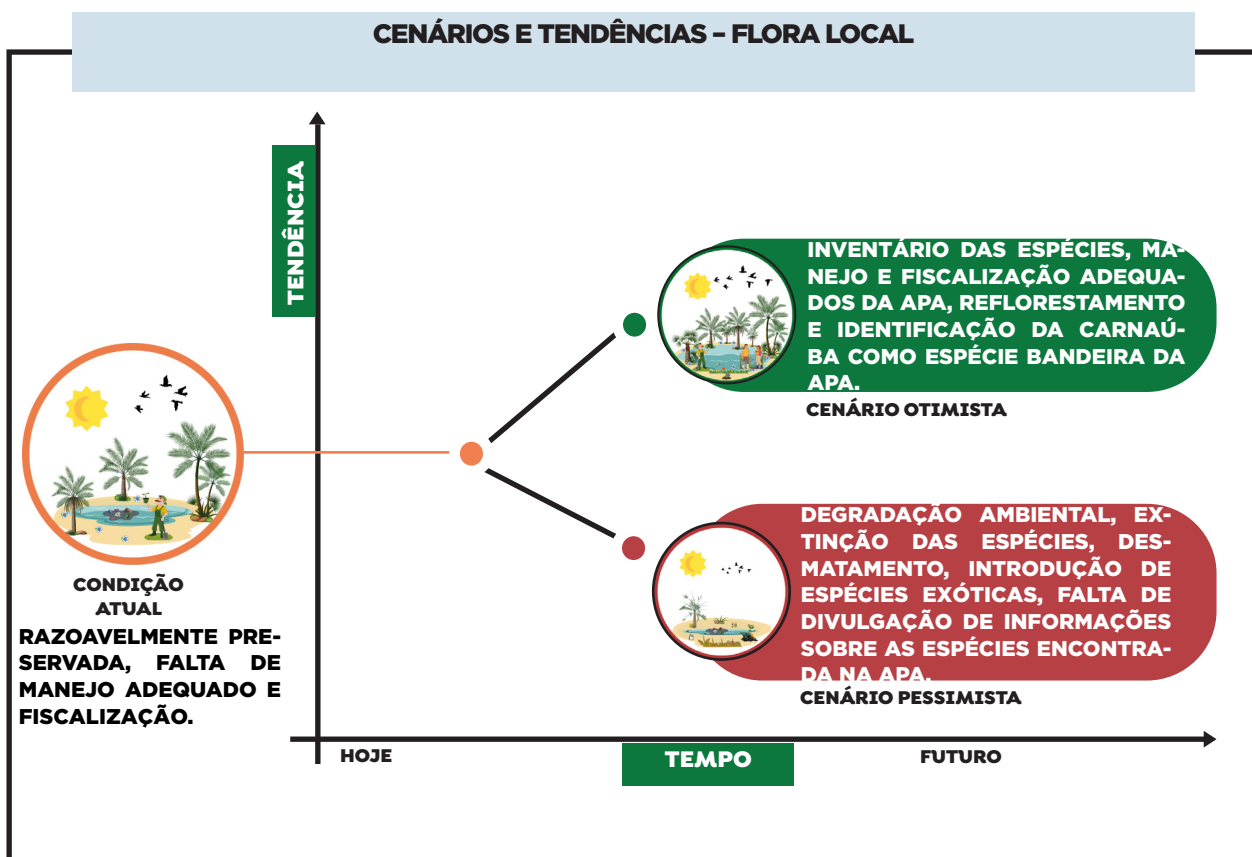 CENÁRIOS E TENDÊNCIAS – FLORA LOCAL
TENDÊNCIA
INVENTÁRIO DAS ESPÉCIES, MA-
NEJO E FISCALIZAÇÃO ADEQUA-
DOS DA APA, REFLORESTAMENTO
E IDENTIFICAÇÃO DA CARNAÚ-
BA COMO ESPÉCIE BANDEIRA DA
APA.
CENÁRIO OTIMISTA
CONDIÇÃO
ATUAL
RAZOAVELMENTE PRE-
SERVADA, FALTA DE
MANEJO ADEQUADO E
FISCALIZAÇÃO.
DEGRADAÇÃO AMBIENTAL, EX-
TINÇÃO DAS ESPÉCIES, DES-
MATAMENTO, INTRODUÇÃO DE
ESPÉCIES EXÓTICAS, FALTA DE
DIVULGAÇÃO DE INFORMAÇÕES
SOBRE AS ESPÉCIES ENCONTRA-
DA NA APA.
CENÁRIO PESSIMISTA
HOJE
TEMPO
FUTURO